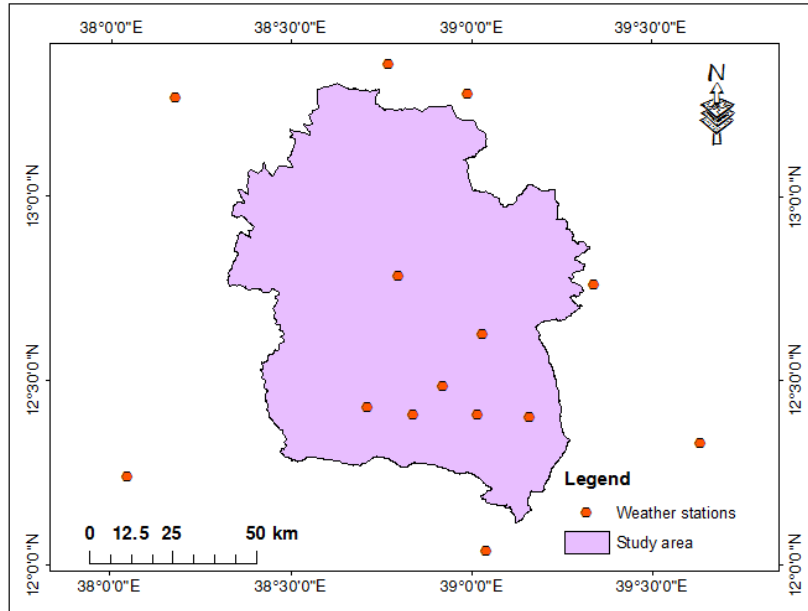 38°0'0"E 38°30'0"E 39°0'0"E 39°30'0"E
N
13°0'0"N 13°0'0"N
12°30'0"N 12°30'0"N
12°0'0"N 12°0'0"N
Legend
Weather stations
Study area
0 12.5 25 50 km
38°0'0"E 38°30'0"E 39°0'0"E 39°30'0"E